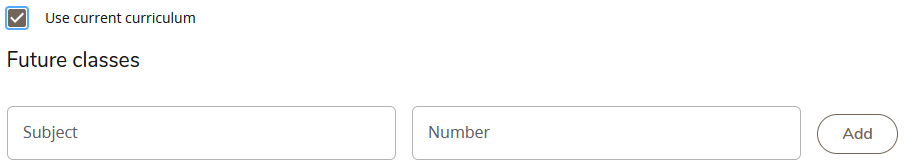 Use current curriculum
Future classes
Subject
Number
Add